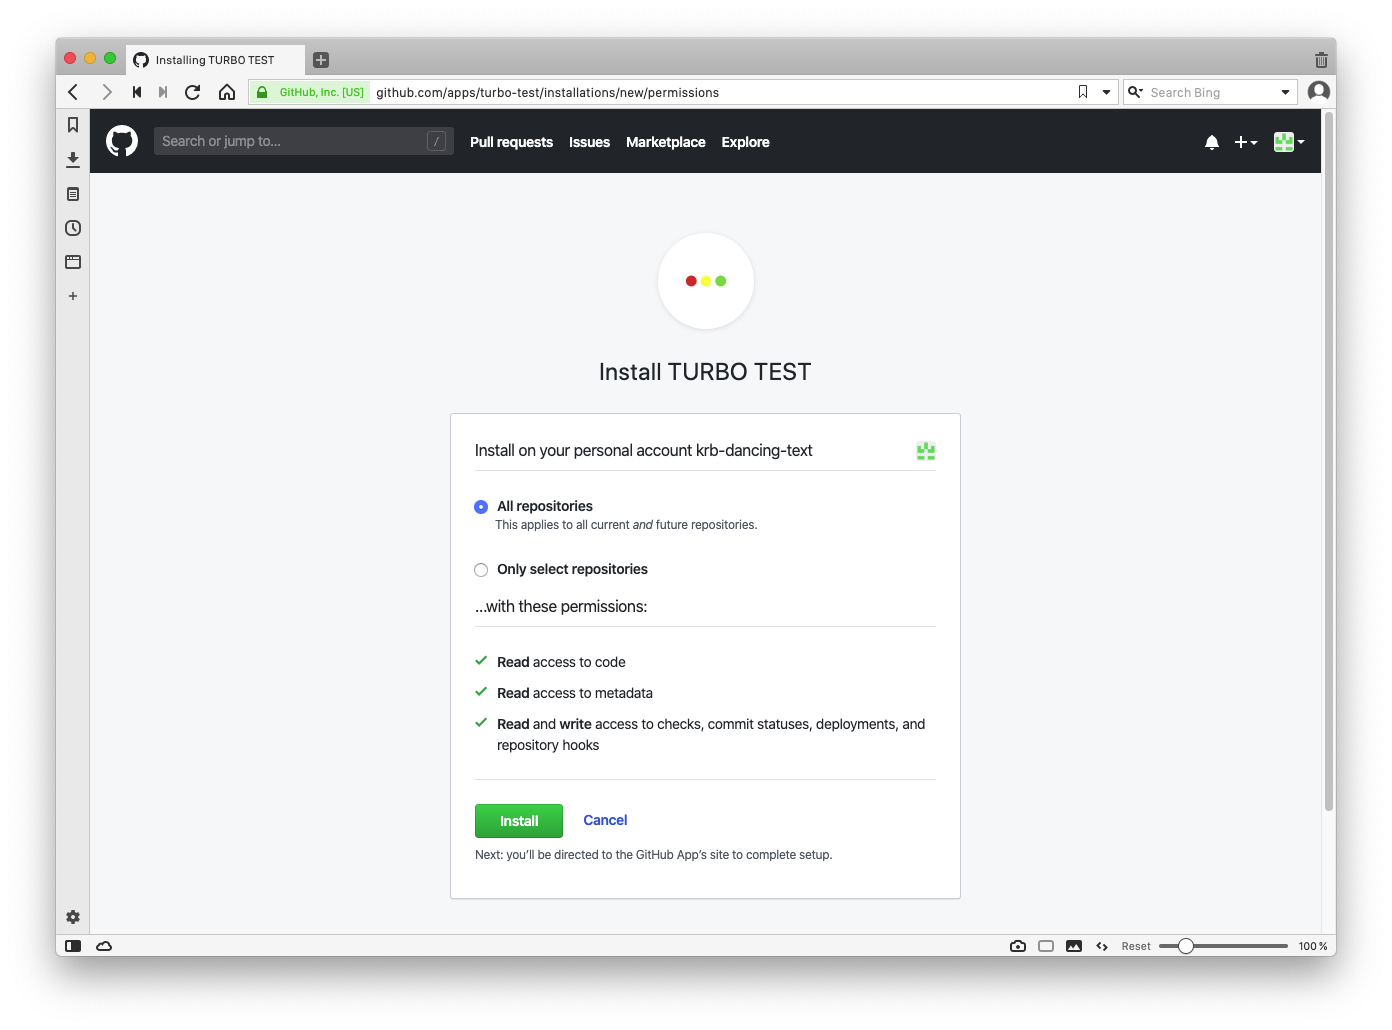 Installing TURBO TEST
GitHub, Inc. [US] github.com/apps/turbo-test/installations/new/permissions Search Bing
Search or jump to... / Pull requests Issues Marketplace Explore
Install TURBO TEST
Install on your personal account krb-dancing-text
All repositories
This applies to all current and future repositories.
Only select repositories
...with these permissions:
Read access to code
Read access to metadata
Read and write access to checks, commit statuses, deployments, and
repository hooks
Install Cancel
Next: you’ll be directed to the GitHub App’s site to complete setup.
Reset 100 %